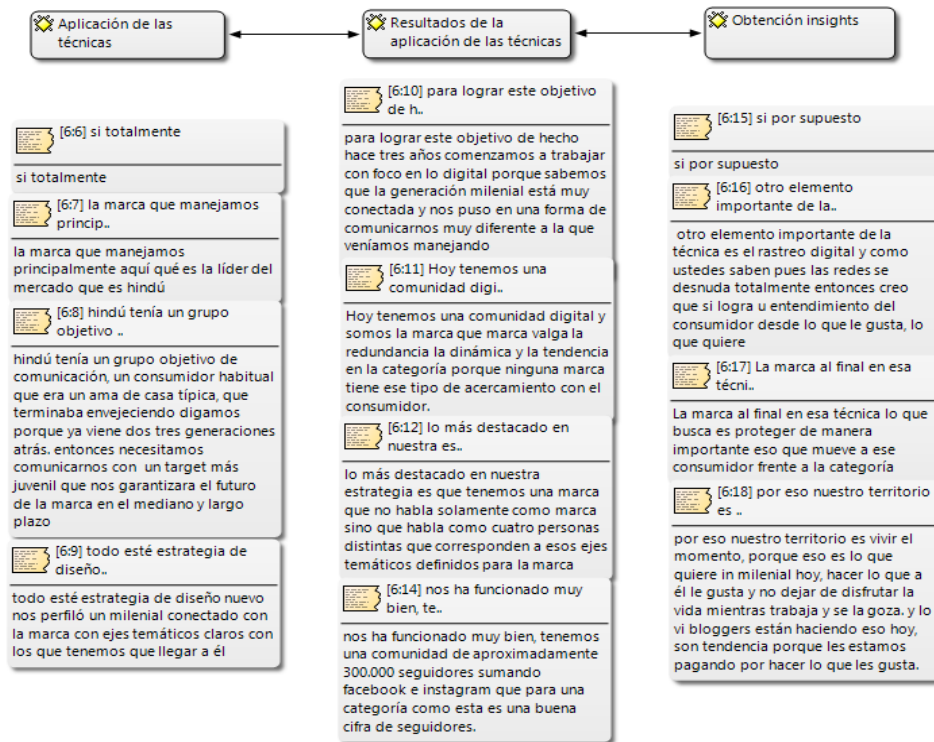 Aplicación de las
técnicas
Resultados de la
aplicación de las técnicas
Obtención insights
[6:6] si totalmente
si totalmente
[6:7] la marca que manejamos
princip..
la marca que manejamos
principalmente aquí qué es la líder del
mercado que es hindú
[6:8] hindú tenía un grupo
objetivo ..
hindú tenía un grupo objetivo de
comunicación, un consumidor habitual
que era un ama de casa típica, que
terminaba envejeciendo digamos
porque ya viene dos tres generaciones
atrás. entonces necesitamos
comunicarnos con un target más
juvenil que nos garantizara el futuro
de la marca en el mediano y largo
plazo
[6:9] todo esté estrategia de
diseño..
todo esté estrategia de diseño nuevo
nos perfiló un milenial conectado con
la marca con ejes temáticos claros con
los que tenemos que llegar a él
[6:10] para lograr este objetivo
de h..
para lograr este objetivo de hecho
hace tres años comenzamos a trabajar
con foco en lo digital porque sabemos
que la generación milenial está muy
conectada y nos puso en una forma de
comunicarnos muy diferente a la que
veníamos manejando
[6:11] Hoy tenemos una
comunidad digi..
Hoy tenemos una comunidad digital y
somos la marca que marca valga la
redundancia la dinámica y la tendencia
en la categoría porque ninguna marca
tiene ese tipo de acercamiento con el
consumidor.
[6:12] lo más destacado en
nuestra es..
lo más destacado en nuestra
estrategia es que tenemos una marca
que no habla solamente como marca
sino que habla como cuatro personas
distintas que corresponden a esos ejes
temáticos definidos para la marca
[6:14] nos ha funcionado muy
bien, te..
nos ha funcionado muy bien, tenemos
una comunidad de aproximadamente
300.000 seguidores sumando
facebook e instagram que para una
categoría como esta es una buena
cifra de seguidores.
[6:15] si por supuesto
si por supuesto
[6:16] otro elemento
importante de la..
otro elemento importante de la
técnica es el rastreo digital y como
ustedes saben pues las redes se
desnuda totalmente entonces creo
que si logra u entendimiento del
consumidor desde lo que le gusta, lo
que quiere
[6:17] La marca al final en esa
técni..
La marca al final en esa técnica lo que
busca es proteger de manera
importante eso que mueve a ese
consumidor frente a la categoría
[6:18] por eso nuestro territorio
es ..
por eso nuestro territorio es vivir el
momento, porque eso es lo que
quiere in milenial hoy, hacer lo que a
él le gusta y no dejar de disfrutar la
vida mientras trabaja y se la goza. y lo
vi bloggers están haciendo eso hoy,
son tendencia porque les estamos
pagando por hacer lo que les gusta.